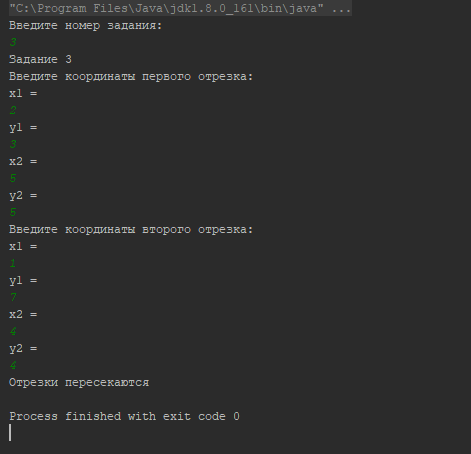 "C:\Program Files\Java\jdk1.8.0_161\bin\java" ...
Введите номер задания:
3
Задание 3
Введите координаты первого отрезка:
x1 =
2
y1 =
3
x2 =
5
y2 =
5
Введите координаты второго отрезка:
x1 =
1
y1 =
7
x2 =
4
y2 =
4
Отрезки пересекаются
Process finished with exit code 0